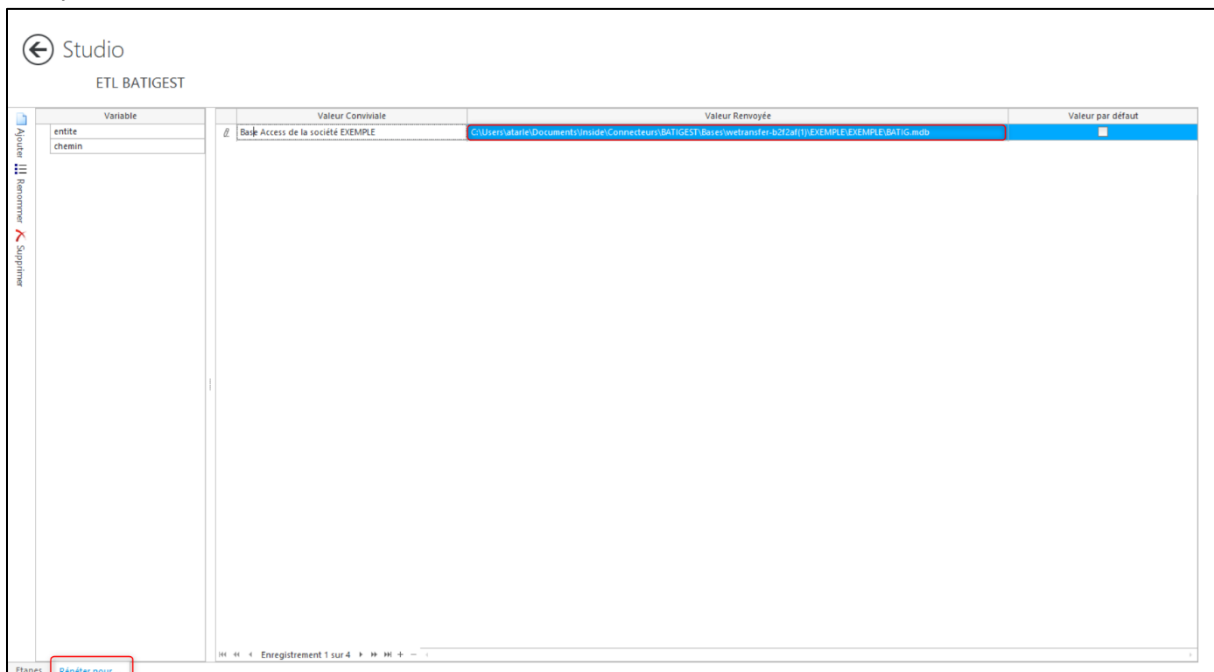 Studio
ETL BATIGEST
Ajouter
Renommer
Supprimer
Variable
entite
chemin
Valeur Conviviale
Valeur Renvoyée
Valeur par défaut
Base Access de la société EXEMPLE
C:\Users\atarle\Documents\Inside\Connecteurs\BATIGEST\Bases\wetransfer-b2f2af(1)\EXEMPLE\EXEMPLE\BATIG.mdb
Enregistrement 1 sur 4
Etapes
Répéter pour